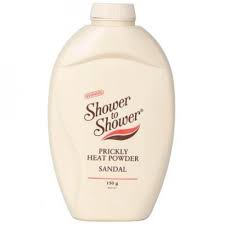 Shower
to
Shower®
PRICKLY
HEAT POWDER
SANDAL
150 g